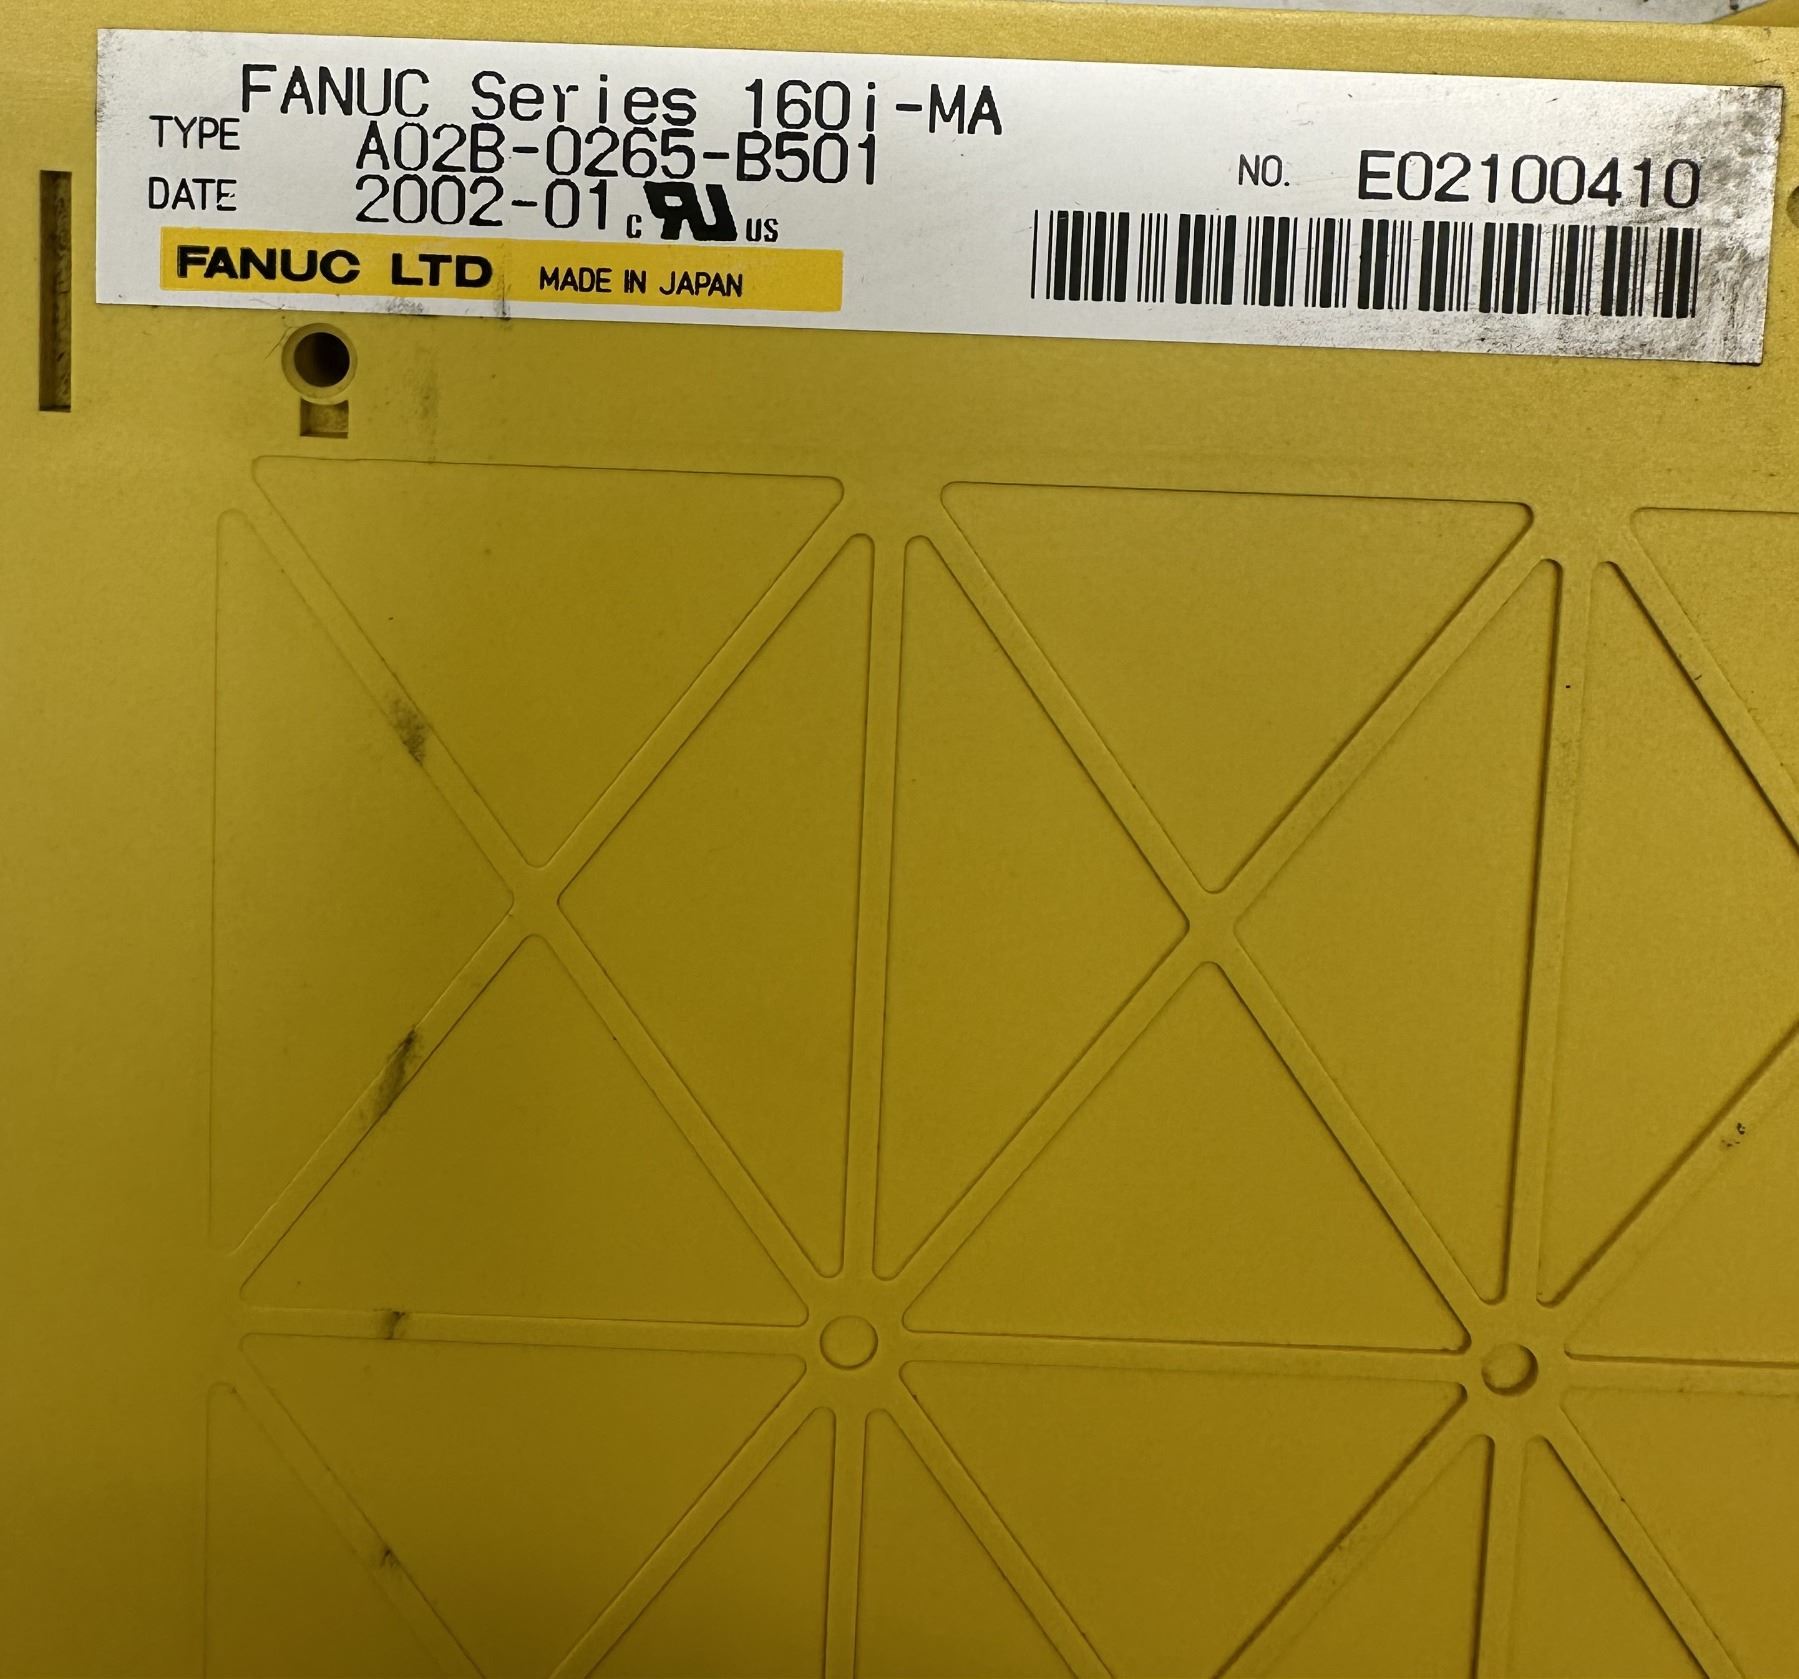 FANUC Series 160i-MA
TYPE A02B-0265-B501
DATE 2002-01 c RU US
NO. E02100410
FANUC LTD MADE IN JAPAN